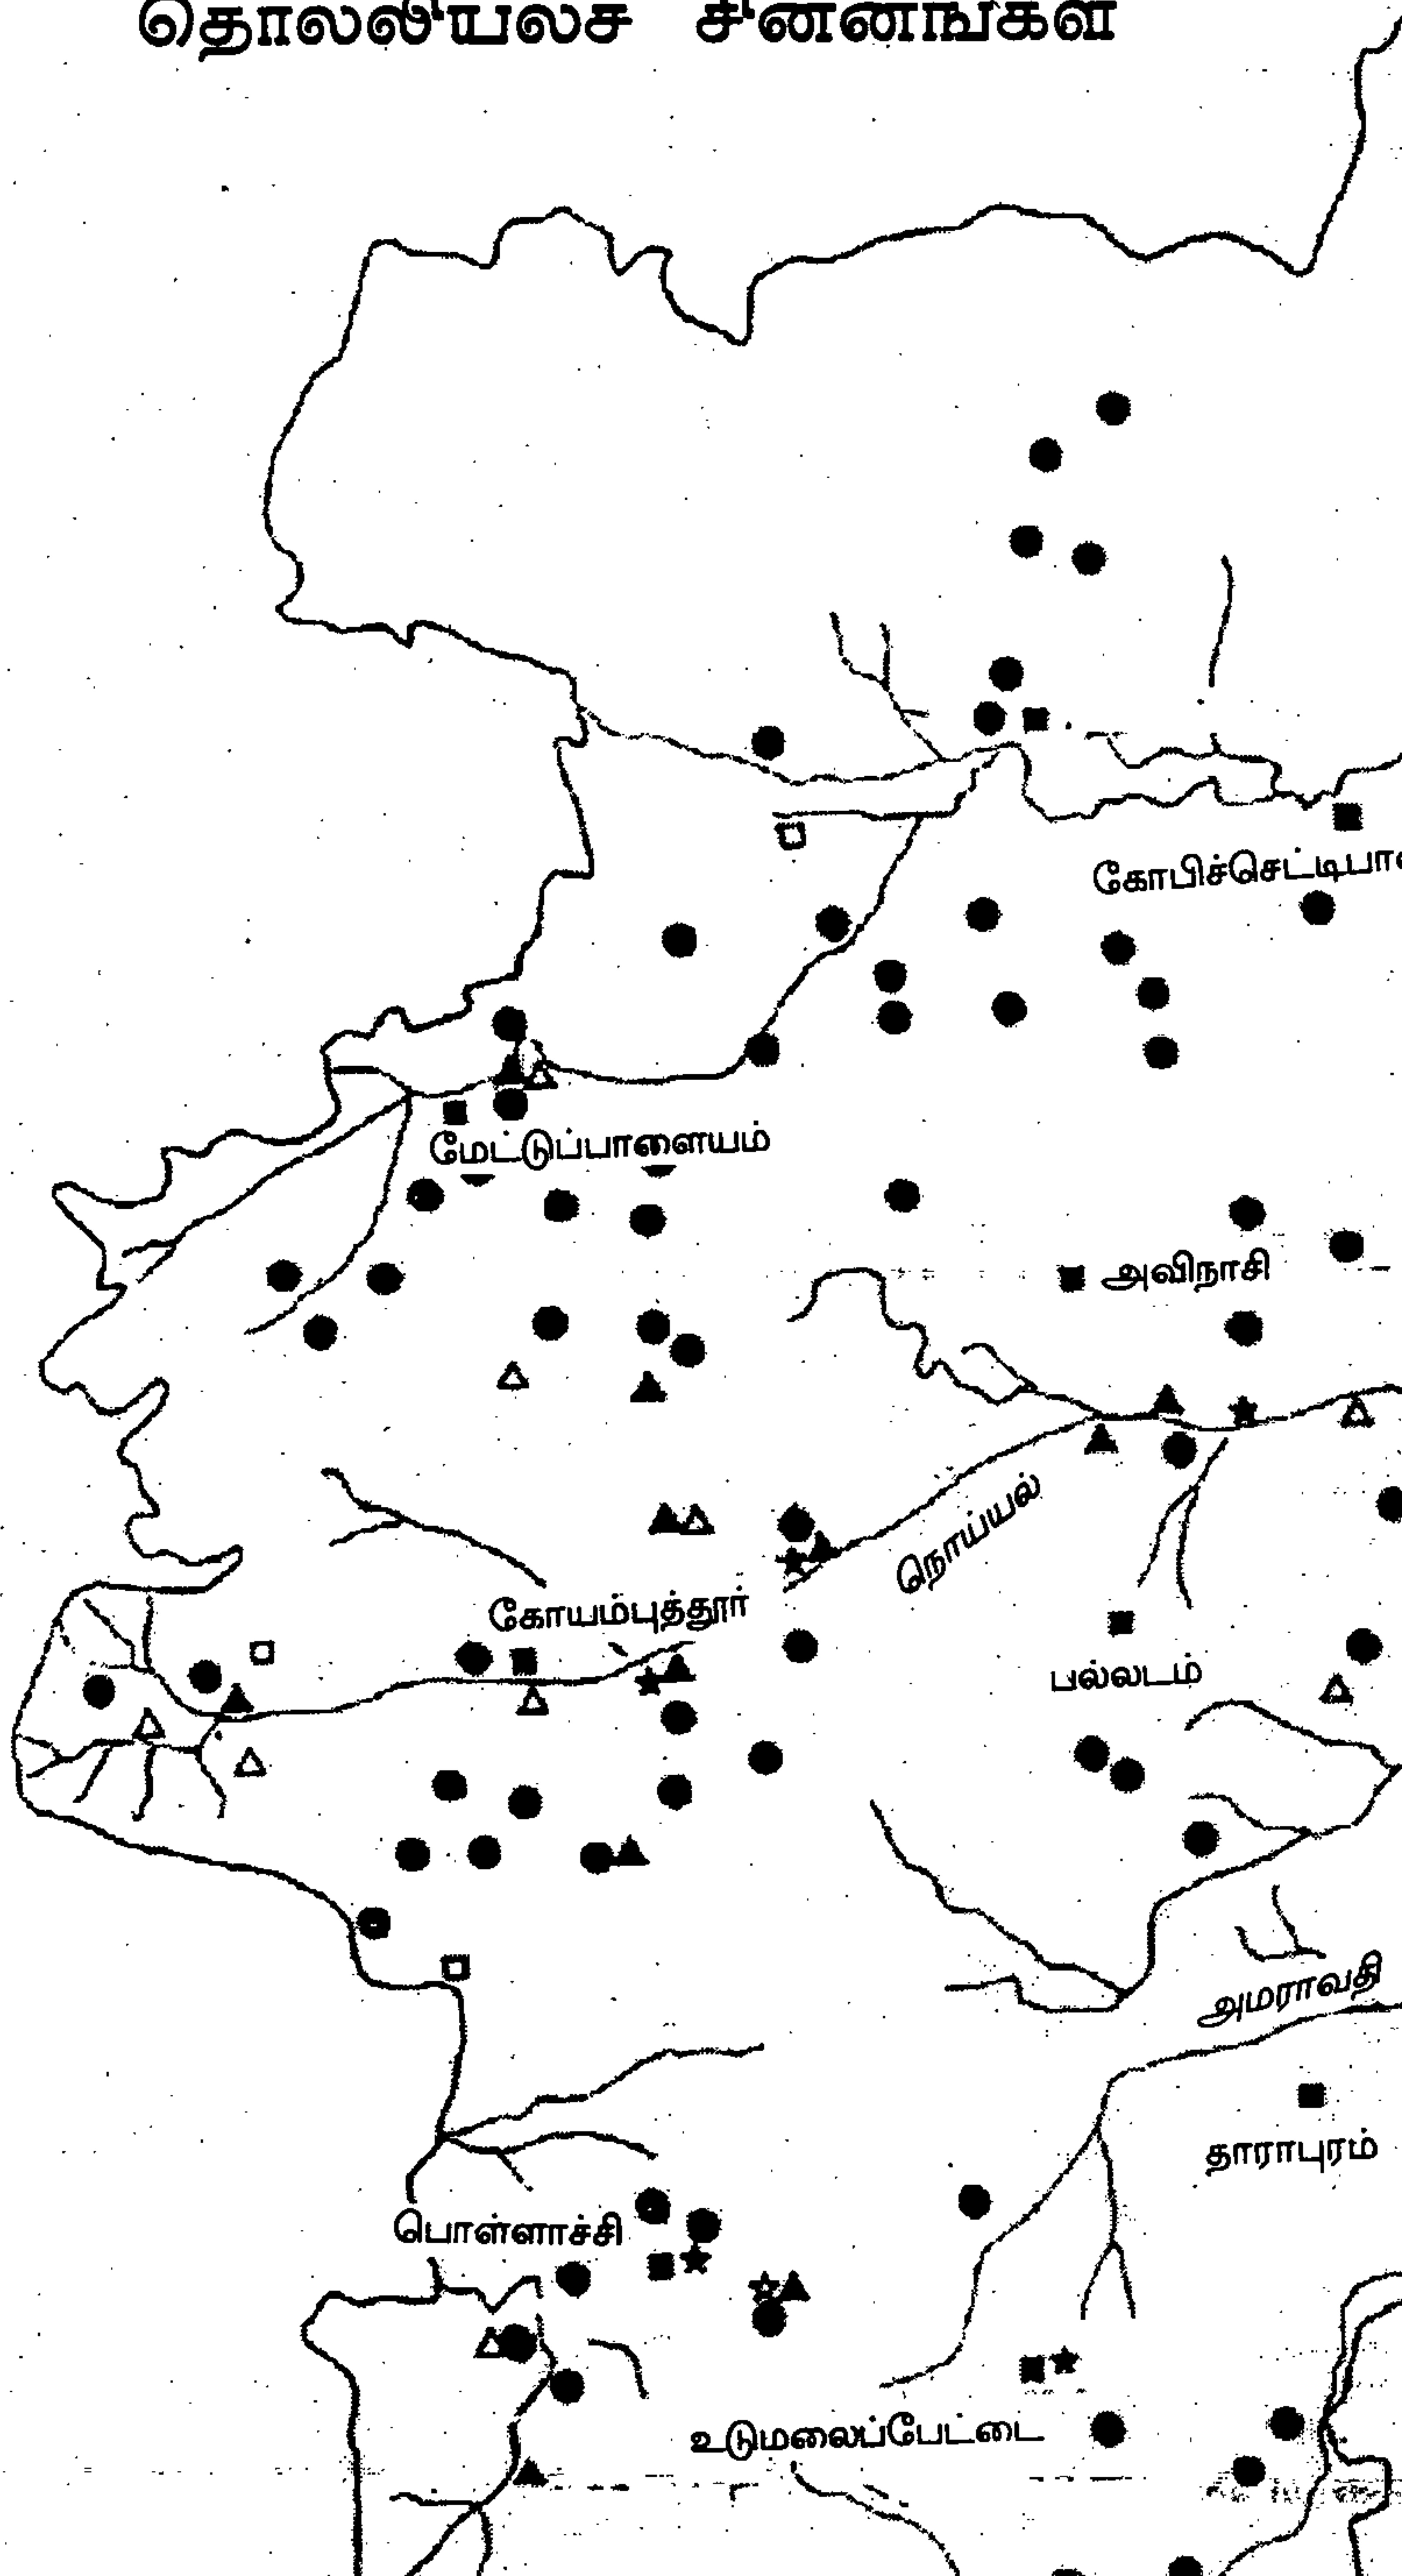 தொல்லியல்ச் சின்னங்கள்
கோபிச்செட்டிபா
மேட்டுப்பாளையம்
அவிநாசி
நொய்யல்
கோயம்புத்தூர்
பல்லடம்
அமராவதி
தாராபுரம்
பொள்ளாச்சி
உடுமலைப்பேட்டை